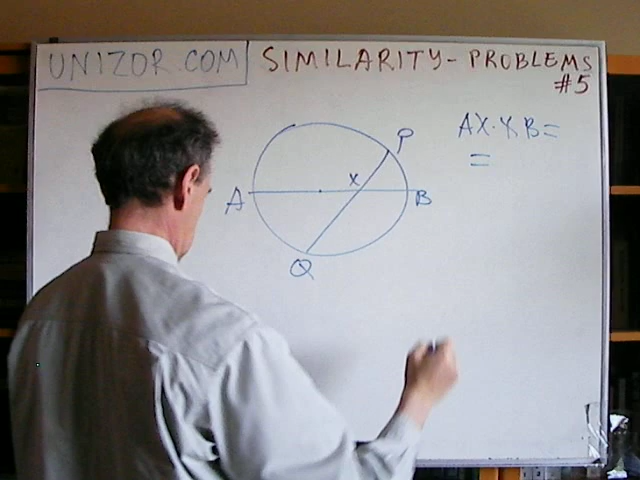 UNIZOR.COM
SIMILARITY - PROBLEMS
#5
AX·XB=
=
P
X
A
B
Q